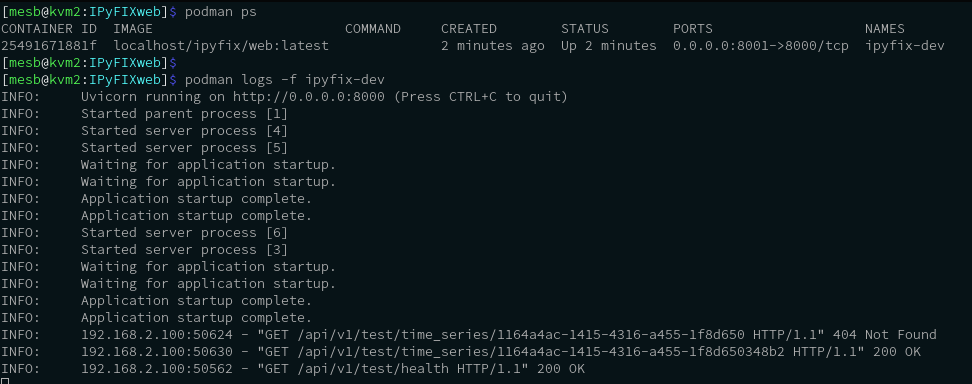 [mesb@kvm2:IPyFIXweb]$ podman ps
CONTAINER ID  IMAGE                        COMMAND     CREATED        STATUS        PORTS                   NAMES
25491671881f  localhost/ipyfix/web:latest              2 minutes ago  Up 2 minutes  0.0.0.0:8001->8000/tcp  ipyfix-dev
[mesb@kvm2:IPyFIXweb]$
[mesb@kvm2:IPyFIXweb]$ podman logs -f ipyfix-dev
INFO:     Uvicorn running on http://0.0.0.0:8000 (Press CTRL+C to quit)
INFO:     Started parent process [1]
INFO:     Started server process [4]
INFO:     Started server process [5]
INFO:     Waiting for application startup.
INFO:     Waiting for application startup.
INFO:     Application startup complete.
INFO:     Application startup complete.
INFO:     Started server process [6]
INFO:     Started server process [3]
INFO:     Waiting for application startup.
INFO:     Waiting for application startup.
INFO:     Application startup complete.
INFO:     Application startup complete.
INFO:     192.168.2.100:50624 - "GET /api/v1/test/time_series/1164a4ac-1415-4316-a455-1f8d650 HTTP/1.1" 404 Not Found
INFO:     192.168.2.100:50630 - "GET /api/v1/test/time_series/1164a4ac-1415-4316-a455-1f8d650348b2 HTTP/1.1" 200 OK
INFO:     192.168.2.100:50562 - "GET /api/v1/test/health HTTP/1.1" 200 OK